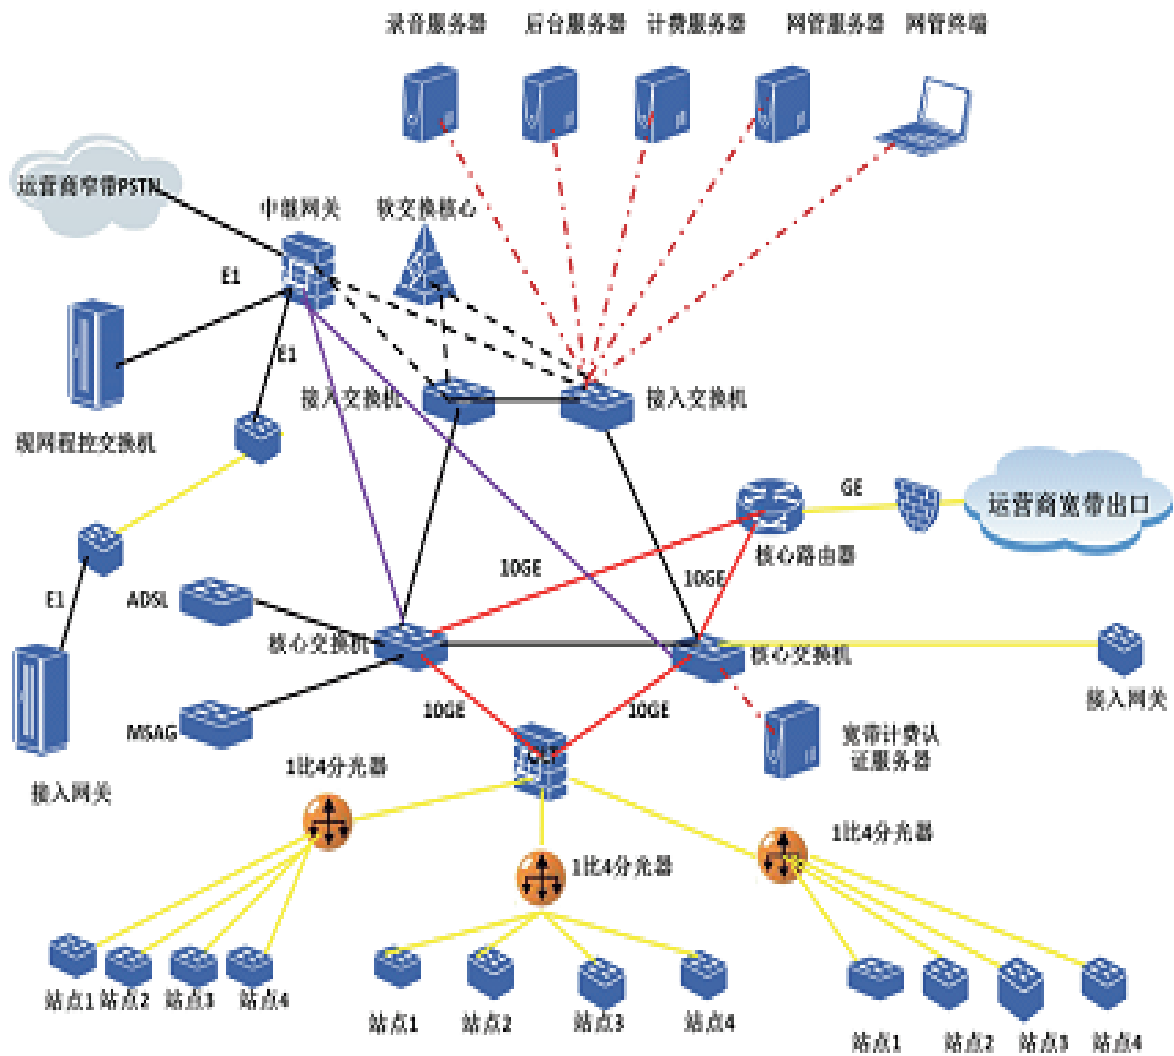 录音服务器
后台服务器
计费服务器
网管服务器
网管终端
运营商窄带PSTN
中继网关
软交换核心
E1
E1
接入交换机
接入交换机
现网程控交换机
GE
运营商宽带出口
核心路由器
10GE
10GE
E1
ADSL
核心交换机
核心交换机
接入网关
MSAG
10GE
10GE
宽带计费认
证服务器
OLT
接入网关
1比4分光器
1比4分光器
1比4分光器
站点1
站点2
站点3
站点4
站点1
站点2
站点3
站点4
站点1
站点2
站点3
站点4